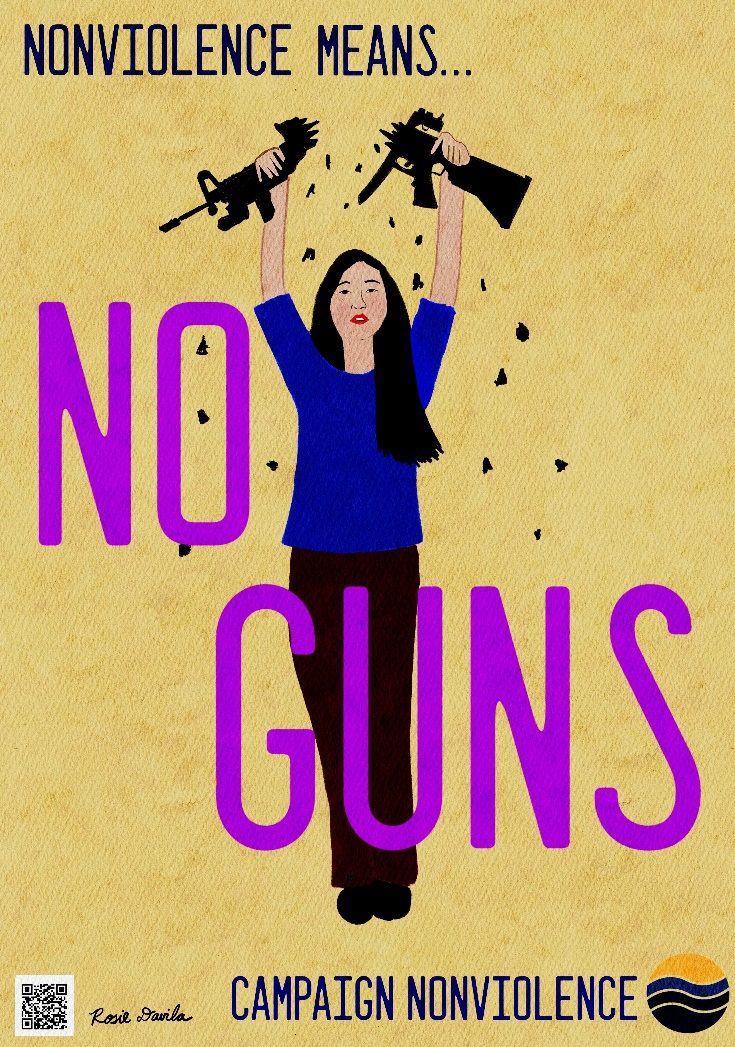 NONVIOLENCE MEANS...
NO
GUNS
Rosie Davila
CAMPAIGN NONVIOLENCE